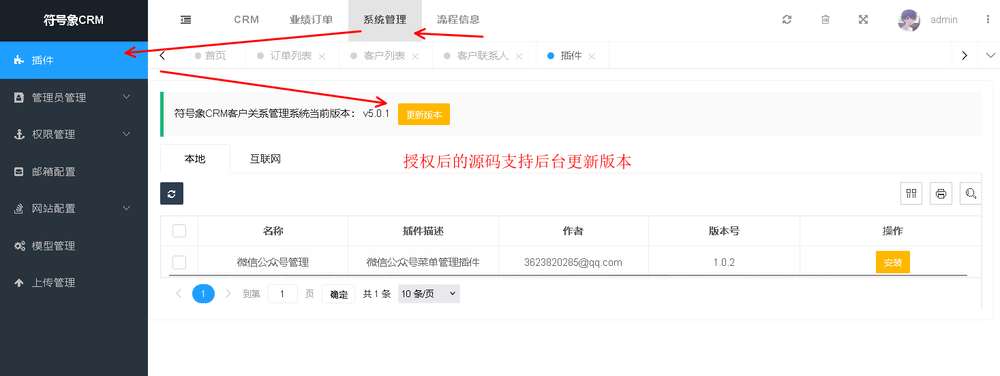 符号象CRM
CRM 业绩订单 系统管理 流程信息 admin
插件
管理员管理
权限管理
邮箱配置
网站配置
模型管理
上传管理
首页 订单列表 客户列表 客户联系人 插件
符号象CRM客户关系管理系统当前版本： v5.0.1 更新版本
本地 互联网
授权后的源码支持后台更新版本
名称 插件描述 作者 版本号 操作
微信公众号管理 微信公众号菜单管理插件 3623820285@qq.com 1.0.2 安装
1 到第 1 页 确定 共 1 条 10 条/页